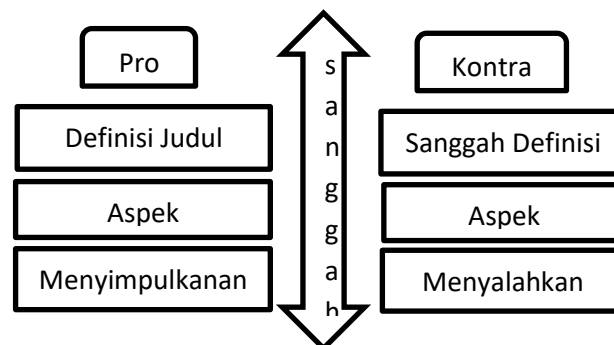 Pro
Definisi Judul
Aspek
Menyimpulkanan
s
a
n
g
g
a
h
Kontra
Sanggah Definisi
Aspek
Menyalahkan